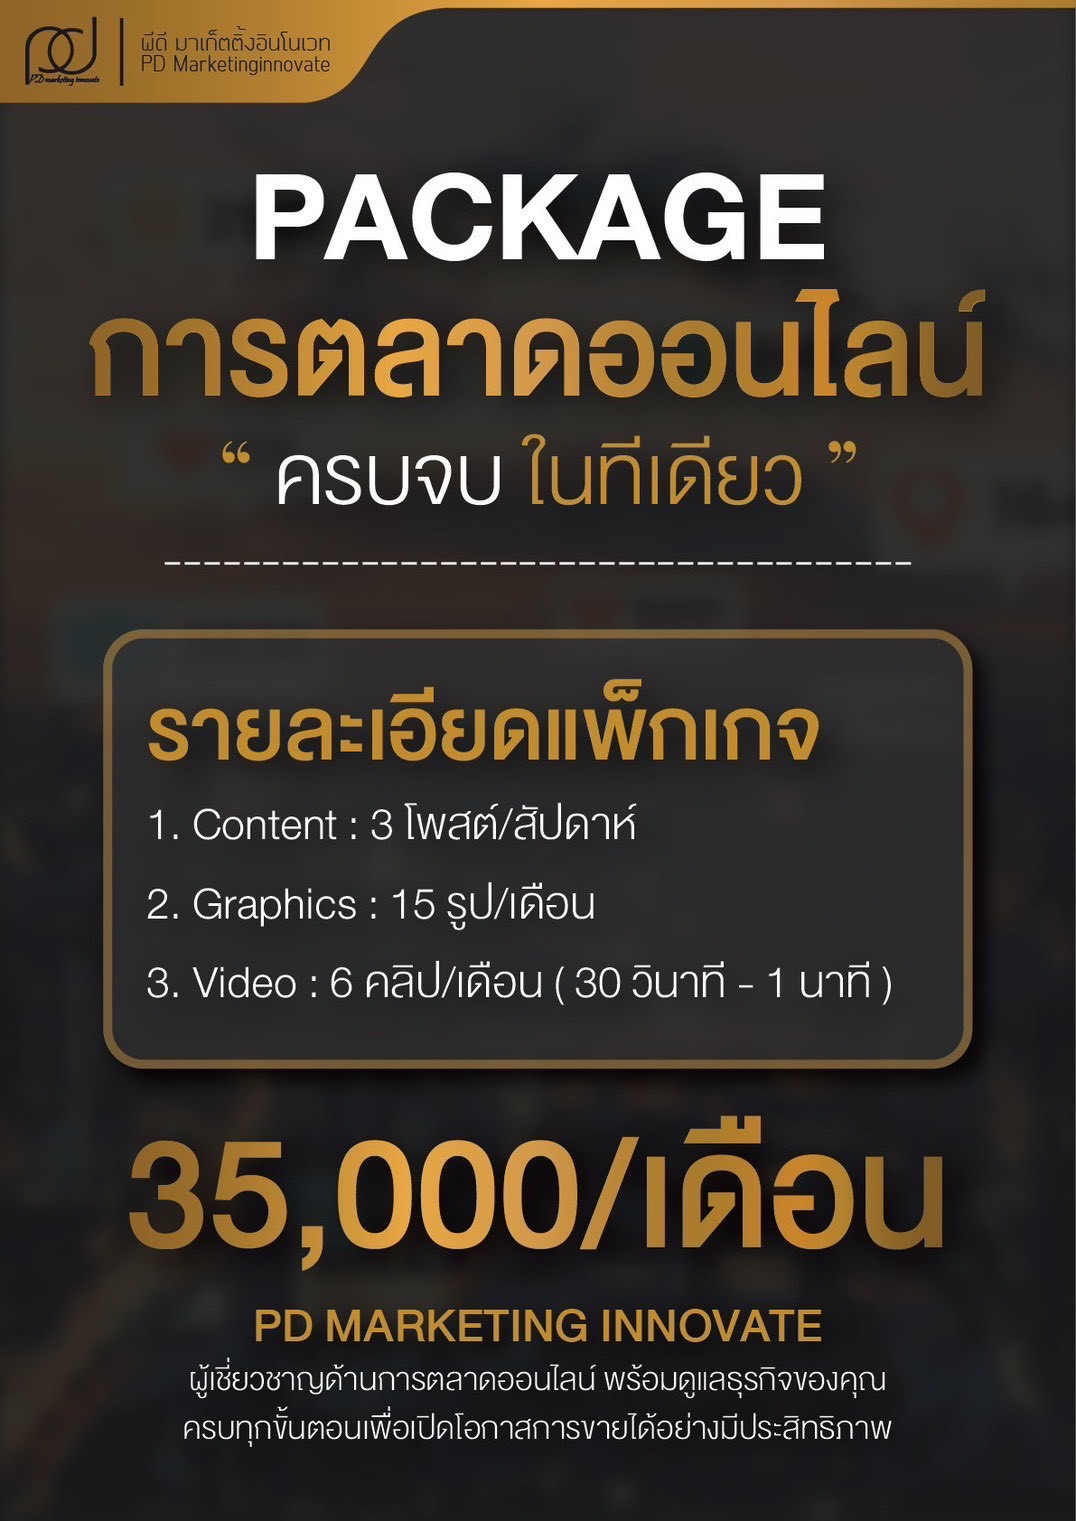 pd
PD marketing innovate
พีดี มาเก็ตติ้งอินโนเวท
PD Marketinginnovate
PACKAGE
การตลาดออนไลน์
“ ครบจบ ในทีเดียว ”
รายละเอียดแพ็กเกจ
1. Content : 3 โพสต์/สัปดาห์
2. Graphics : 15 รูป/เดือน
3. Video : 6 คลิป/เดือน ( 30 วินาที - 1 นาที )
35,000/เดือน
PD MARKETING INNOVATE
ผู้เชี่ยวชาญด้านการตลาดออนไลน์ พร้อมดูแลธุรกิจของคุณ
ครบทุกขั้นตอนเพื่อเปิดโอกาสการขายได้อย่างมีประสิทธิภาพ